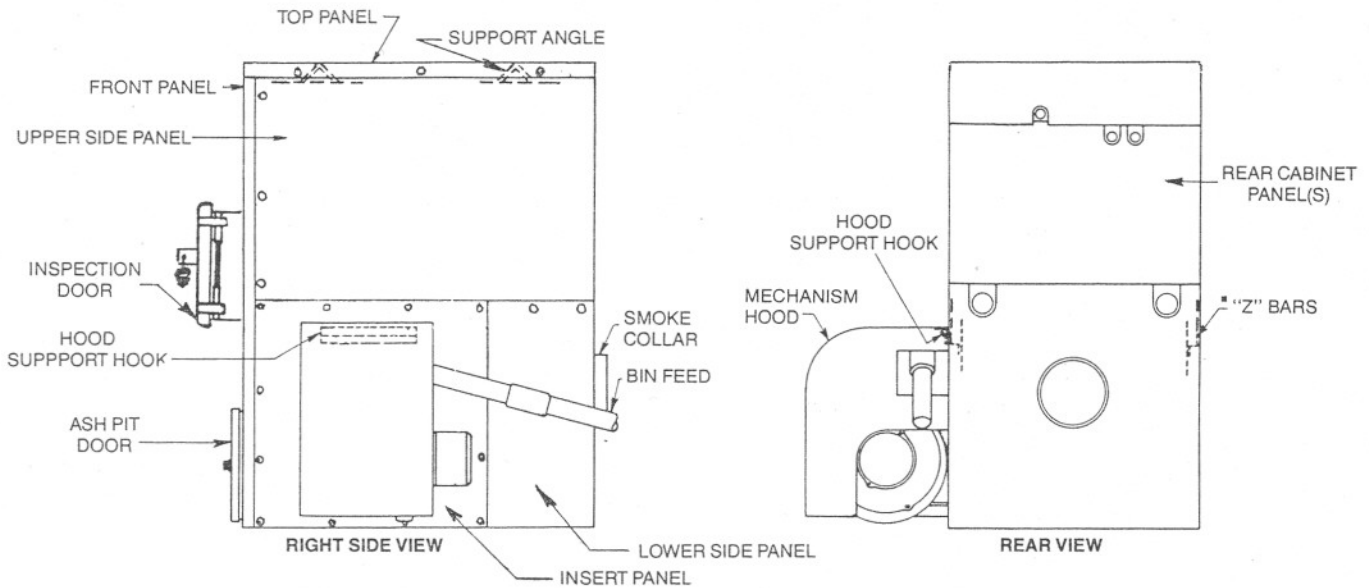 TOP PANEL
SUPPORT ANGLE
FRONT PANEL
UPPER SIDE PANEL
INSPECTION
DOOR
HOOD
SUPPPORT HOOK
ASH PIT
DOOR
SMOKE
COLLAR
BIN FEED
RIGHT SIDE VIEW
LOWER SIDE PANEL
INSERT PANEL
REAR CABINET
PANEL(S)
HOOD
SUPPORT HOOK
MECHANISM
HOOD
"Z" BARS
REAR VIEW